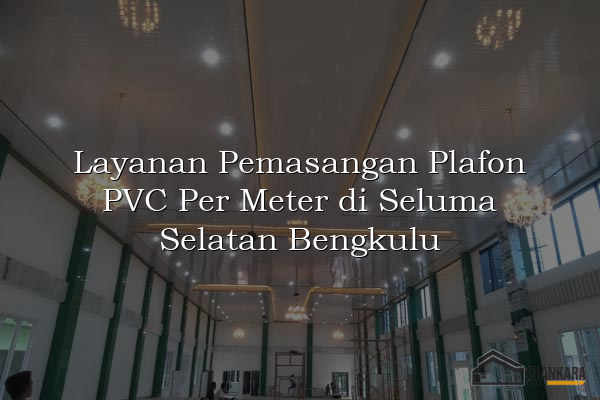 Layanan Pemasangan Plafon
PVC Per Meter di Seluma
Selatan Bengkulu